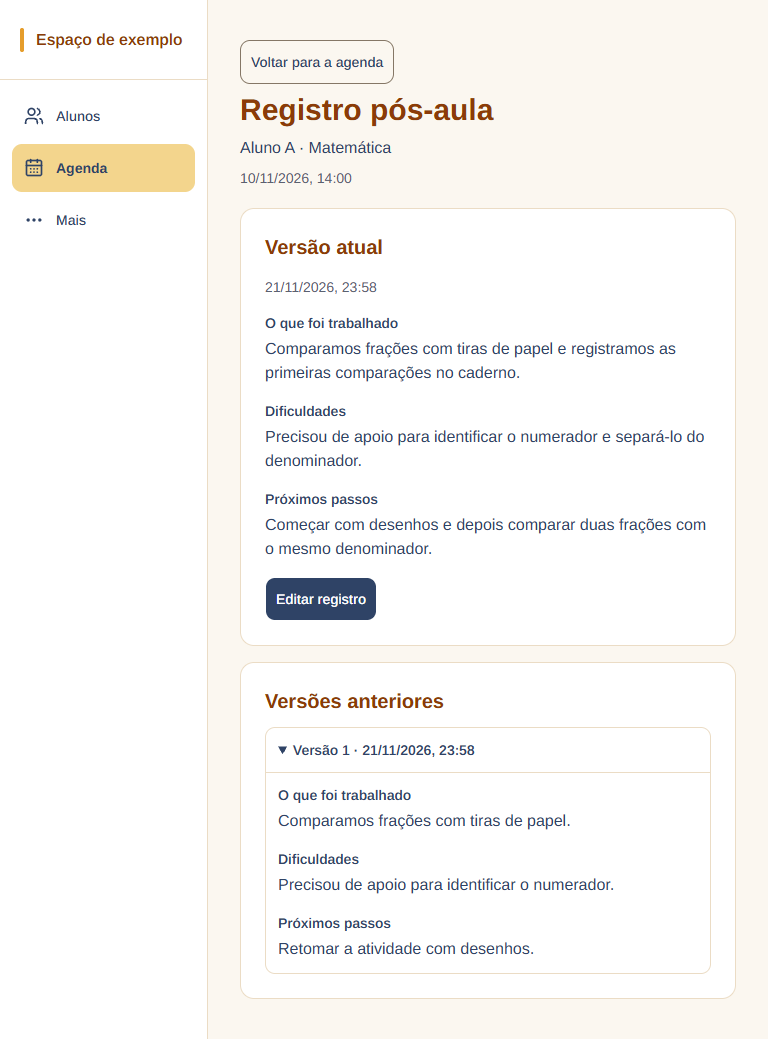 Espaço de exemplo
Alunos
Agenda
Mais
Voltar para a agenda
Registro pós-aula
Aluno A · Matemática
10/11/2026, 14:00
Versão atual
21/11/2026, 23:58
O que foi trabalhado
Comparamos frações com tiras de papel e registramos as
primeiras comparações no caderno.
Dificuldades
Precisou de apoio para identificar o numerador e separá-lo do
denominador.
Próximos passos
Começar com desenhos e depois comparar duas frações com
o mesmo denominador.
Editar registro
Versões anteriores
Versão 1 · 21/11/2026, 23:58
O que foi trabalhado
Comparamos frações com tiras de papel.
Dificuldades
Precisou de apoio para identificar o numerador.
Próximos passos
Retomar a atividade com desenhos.